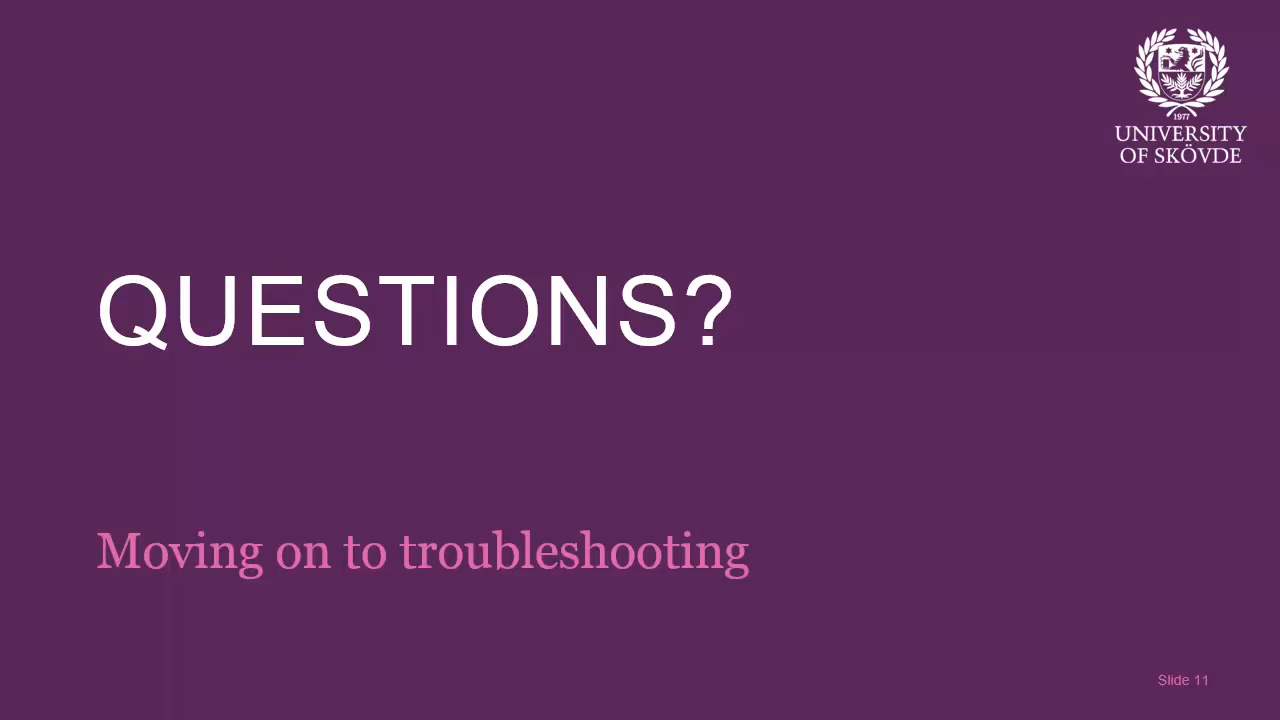 1977
UNIVERSITY
OF SKÖVDE
QUESTIONS?
Moving on to troubleshooting
Slide 11